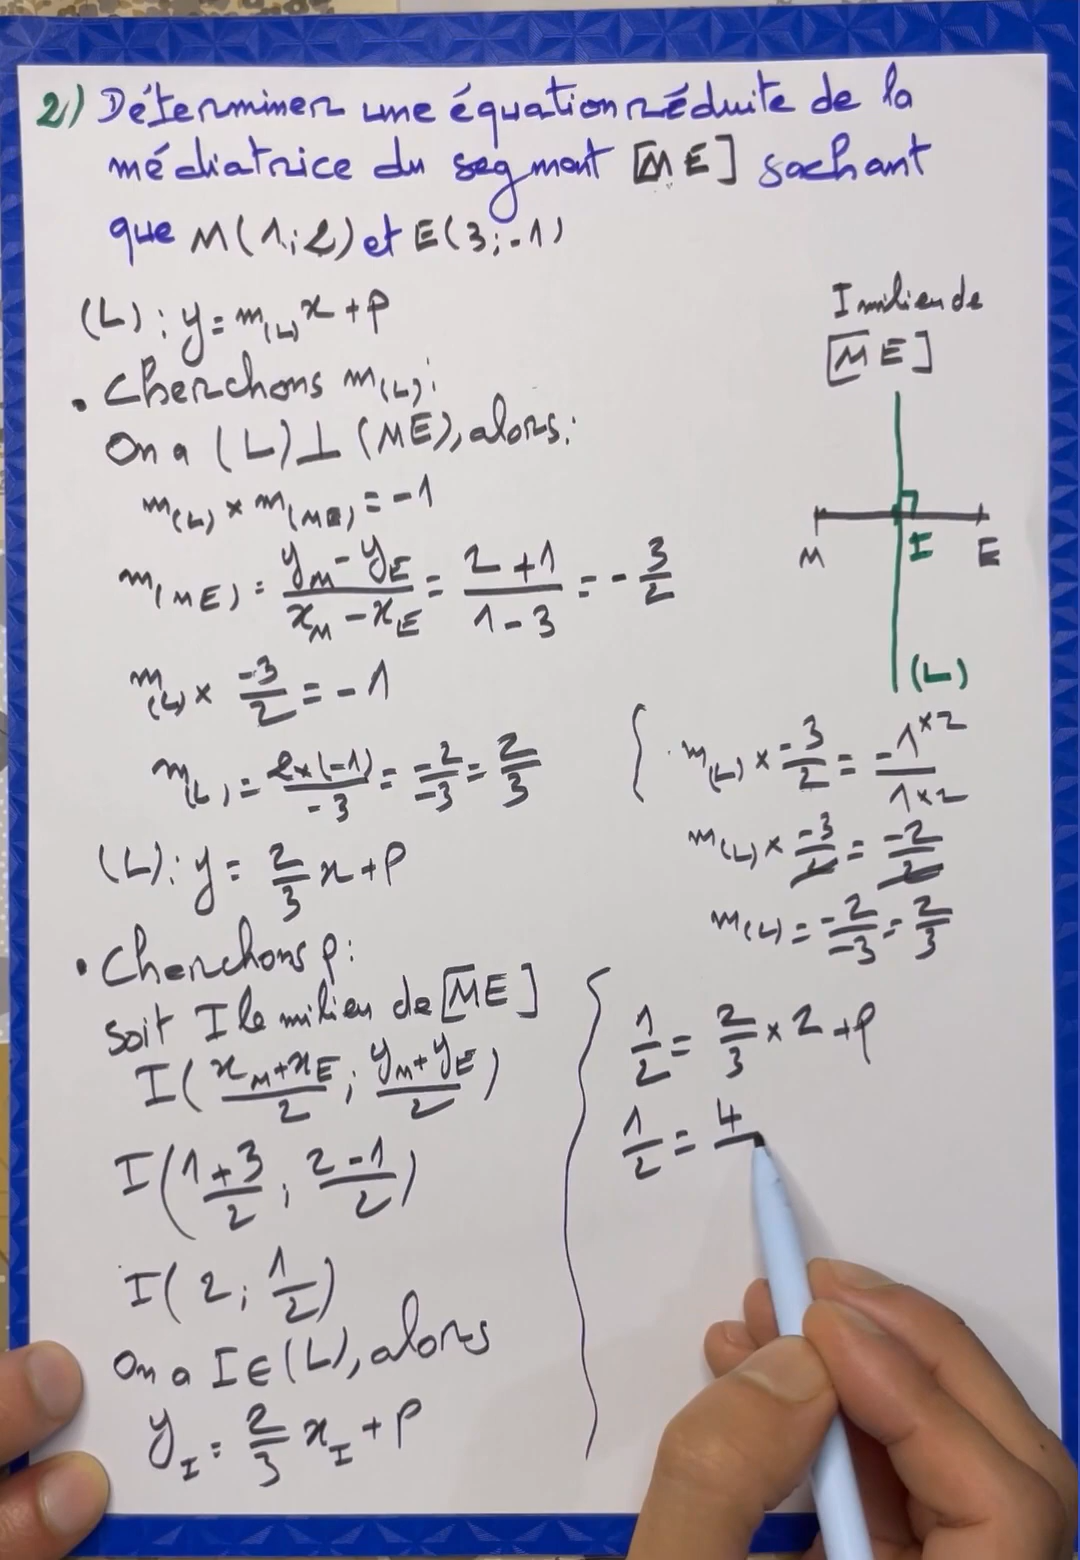 2) Déterminer une équation réduite de la
médiatrice du segment [ME] sachant
que M(1;2) et E(3;-1)
(L): y = m(L) x + p
• Cherchons m(L):
On a (L) ⊥ (ME), alors:
m(L) × m(ME) = -1
m(ME) = (yM - yE)/(xM - xE) = (2+1)/(1-3) = -3/2
m(L) × -3/2 = -1
m(L) = (2×(-1))/-3 = -2/-3 = 2/3
(L): y = 2/3 x + p
• Cherchons p:
soit I le milieu de [ME]
I((xM+xE)/2 ; (yM+yE)/2)
I((1+3)/2 ; (2-1)/2)
I(2 ; 1/2)
On a I∈(L), alors
yI = 2/3 xI + p
I milieu de
[ME]
M I E
(L)
m(L) × -3/2 = -1×2/1×2
m(L) × -3/2 = -2/2
m(L) = -2/-3 = 2/3
1/2 = 2/3 × 2 + p
1/2 = 4